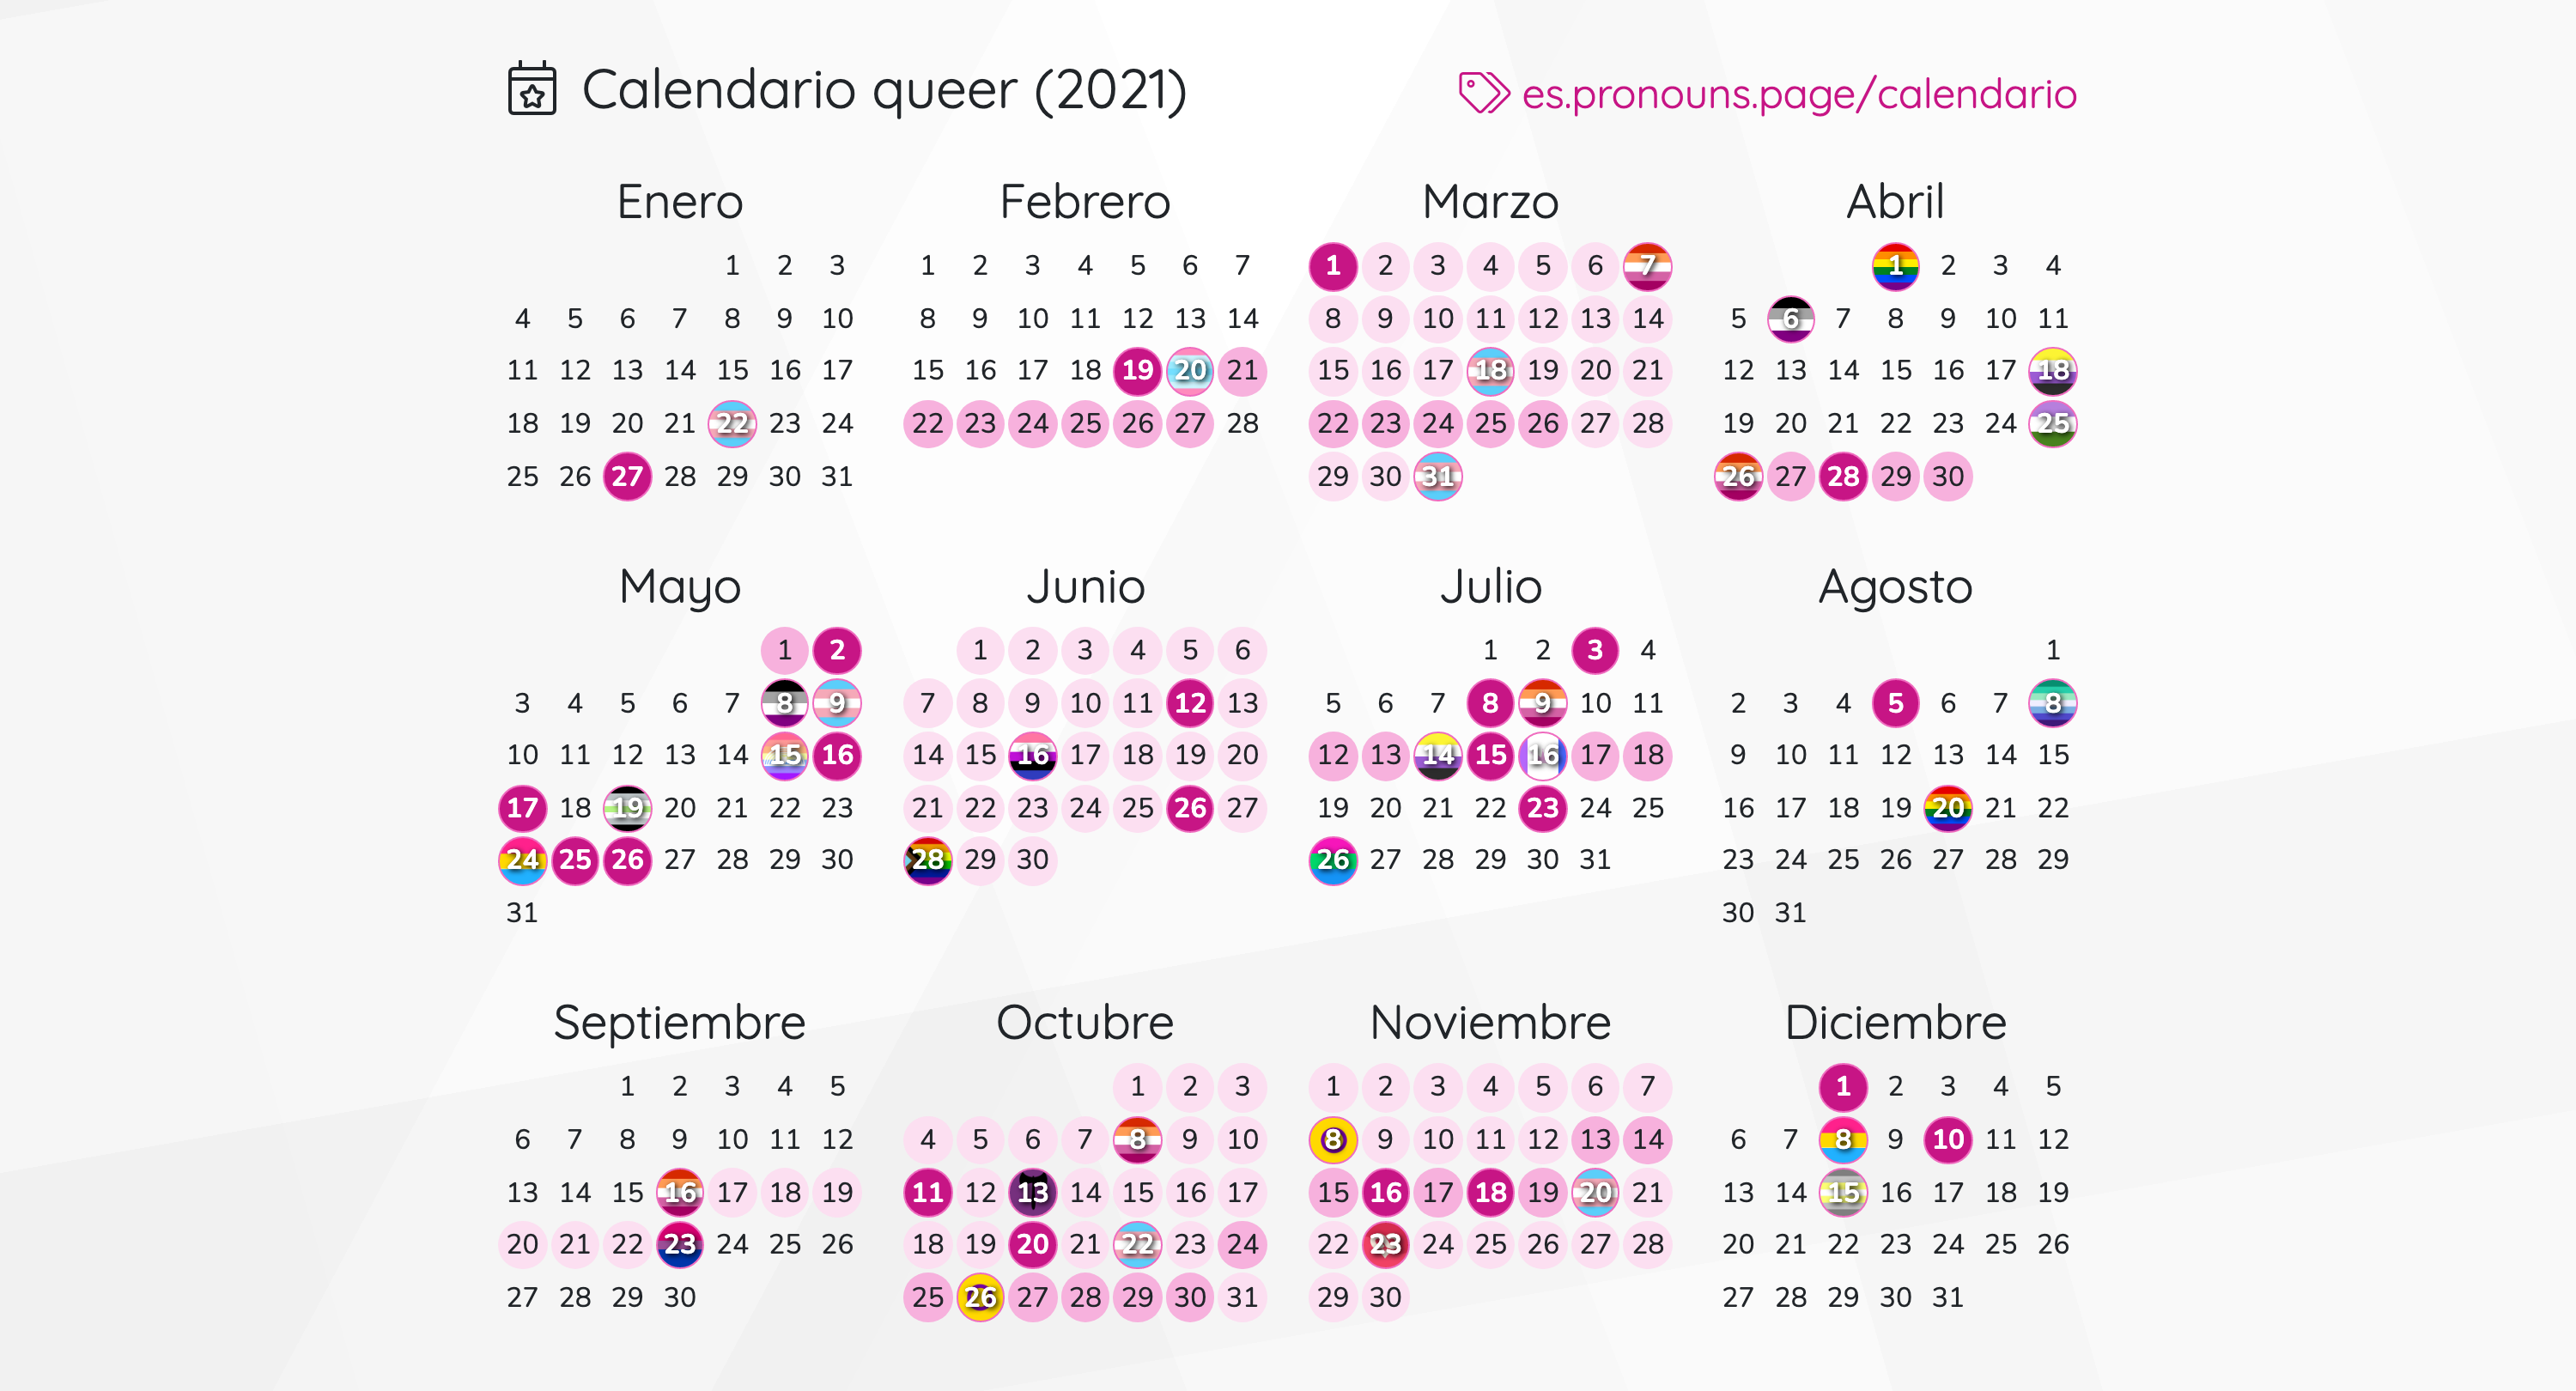 Calendario queer (2021)
es.pronouns.page/calendario
Enero
1 2 3
4 5 6 7 8 9 10
11 12 13 14 15 16 17
18 19 20 21 22 23 24
25 26 27 28 29 30 31
Febrero
1 2 3 4 5 6 7
8 9 10 11 12 13 14
15 16 17 18 19 20 21
22 23 24 25 26 27 28
Marzo
1 2 3 4 5 6 7
8 9 10 11 12 13 14
15 16 17 18 19 20 21
22 23 24 25 26 27 28
29 30 31
Abril
1 2 3 4
5 6 7 8 9 10 11
12 13 14 15 16 17 18
19 20 21 22 23 24 25
26 27 28 29 30
Mayo
1 2
3 4 5 6 7 8 9
10 11 12 13 14 15 16
17 18 19 20 21 22 23
24 25 26 27 28 29 30
31
Junio
1 2 3 4 5 6
7 8 9 10 11 12 13
14 15 16 17 18 19 20
21 22 23 24 25 26 27
28 29 30
Julio
1 2 3 4
5 6 7 8 9 10 11
12 13 14 15 16 17 18
19 20 21 22 23 24 25
26 27 28 29 30 31
Agosto
1
2 3 4 5 6 7 8
9 10 11 12 13 14 15
16 17 18 19 20 21 22
23 24 25 26 27 28 29
30 31
Septiembre
1 2 3 4 5
6 7 8 9 10 11 12
13 14 15 16 17 18 19
20 21 22 23 24 25 26
27 28 29 30
Octubre
1 2 3
4 5 6 7 8 9 10
11 12 13 14 15 16 17
18 19 20 21 22 23 24
25 26 27 28 29 30 31
Noviembre
1 2 3 4 5 6 7
8 9 10 11 12 13 14
15 16 17 18 19 20 21
22 23 24 25 26 27 28
29 30
Diciembre
1 2 3 4 5
6 7 8 9 10 11 12
13 14 15 16 17 18 19
20 21 22 23 24 25 26
27 28 29 30 31